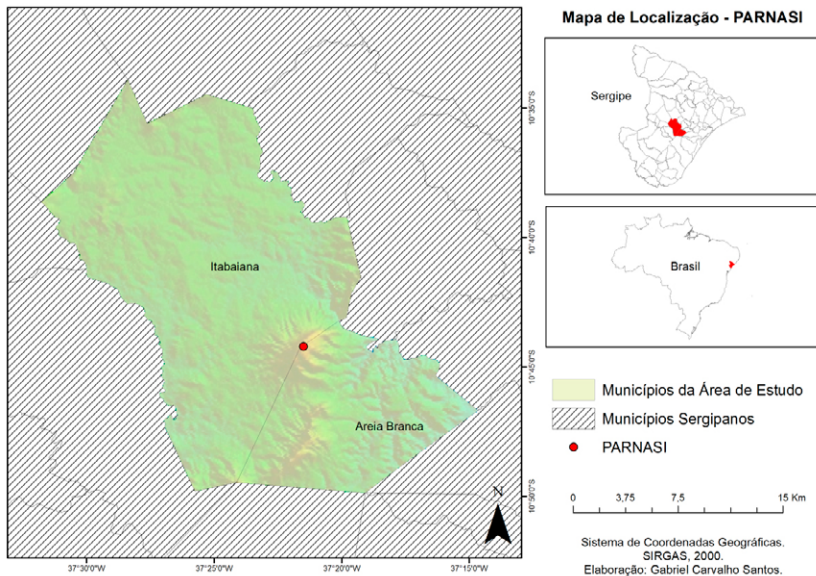 Mapa de Localização - PARNASI
Sergipe
Brasil
Itabaiana
Areia Branca
10°35'0"S
10°40'0"S
10°45'0"S
10°50'0"S
37°30'0"W
37°25'0"W
37°20'0"W
37°15'0"W
N
Municípios da Área de Estudo
Municípios Sergipanos
PARNASI
0 3,75 7,5 15 Km
Sistema de Coordenadas Geográficas.
SIRGAS, 2000.
Elaboração: Gabriel Carvalho Santos.